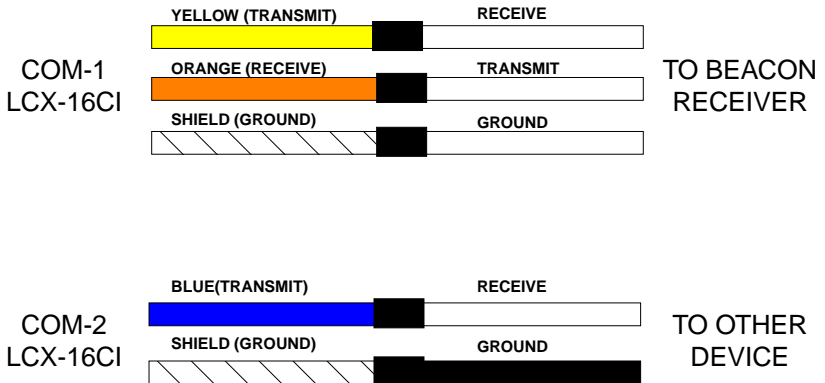 YELLOW (TRANSMIT) RECEIVE
COM-1
LCX-16CI
ORANGE (RECEIVE) TRANSMIT
TO BEACON
RECEIVER
SHIELD (GROUND) GROUND
BLUE(TRANSMIT) RECEIVE
COM-2
LCX-16CI
SHIELD (GROUND) GROUND
TO OTHER
DEVICE